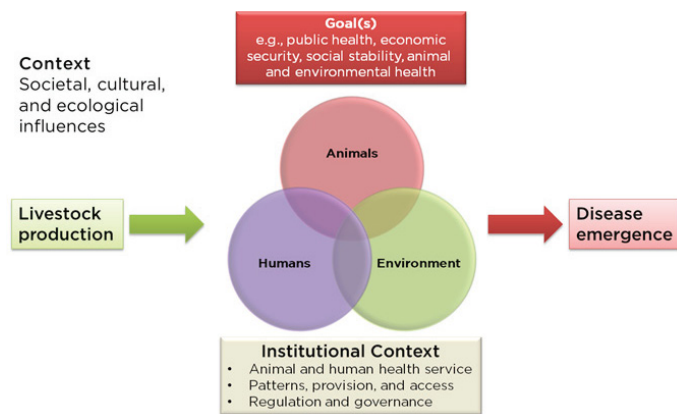 Goal(s)
e.g., public health, economic
security, social stability, animal
and environmental health
Context
Societal, cultural,
and ecological
influences
Animals
Livestock
production
Humans
Environment
Disease
emergence
Institutional Context
• Animal and human health service
• Patterns, provision, and access
• Regulation and governance